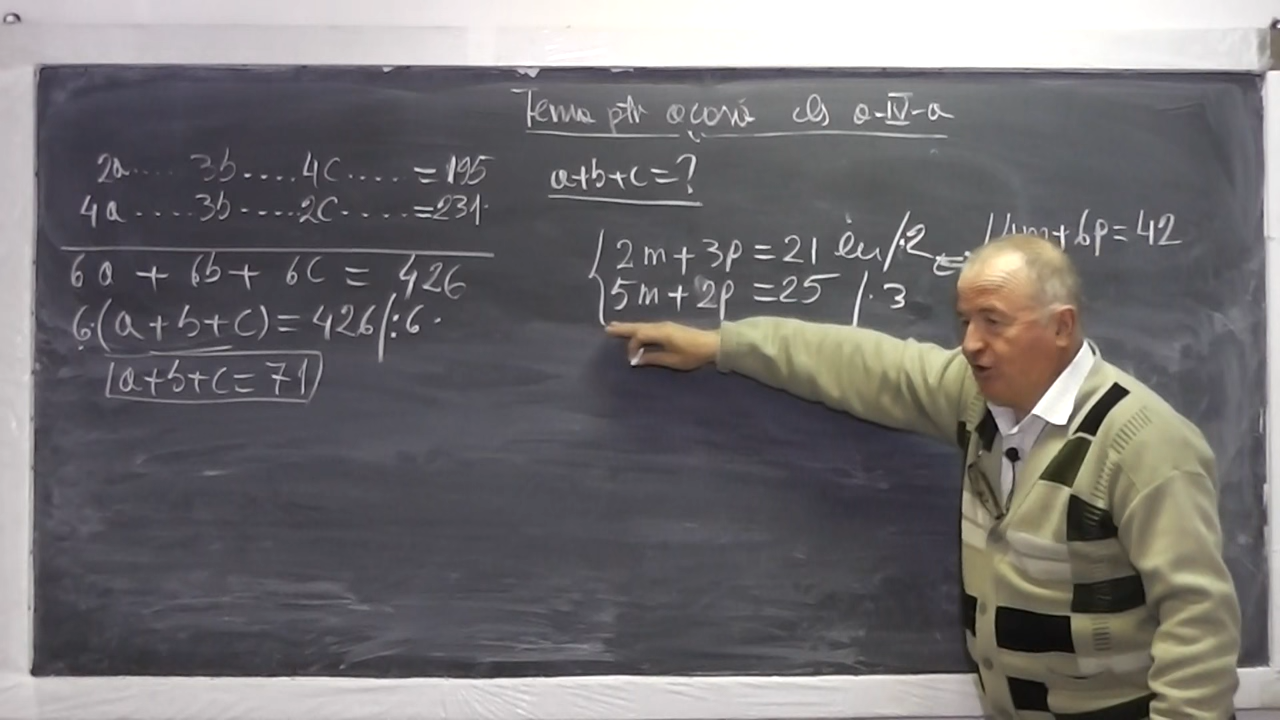 Tema ptr acasă cls a-IV-a
2a.... 3b....4c.... =195
4a ....3b....2c.....=231.
6a + 6b + 6c = 426
6.(a+b+c)=426/:6.
a+b+c=71
a+b+c=?
2m+3p=21 lei/.2 4m+6p=42
5m+2p=25 /.3